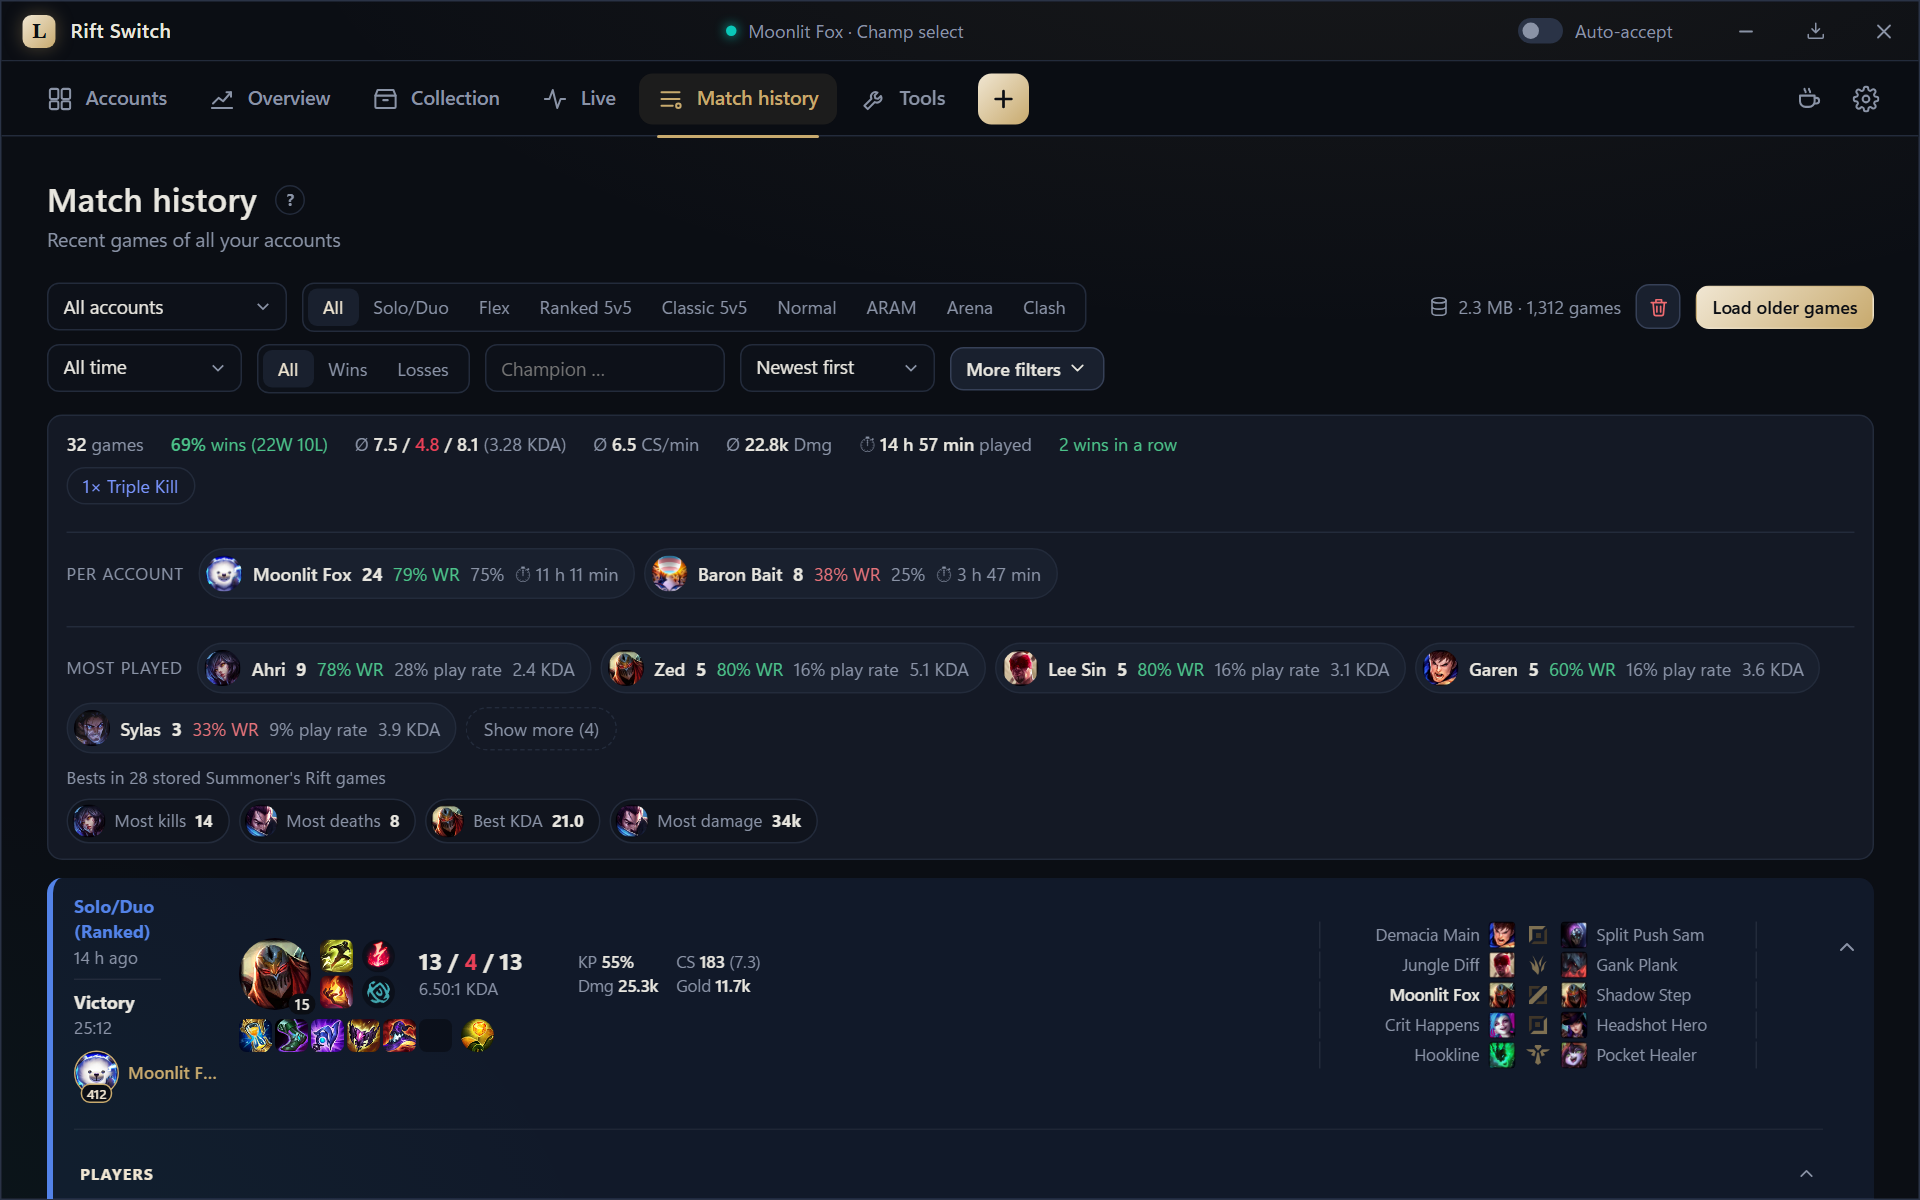 L Rift Switch
Moonlit Fox · Champ select
Auto-accept
Accounts Overview Collection Live Match history Tools +
Match history ?
Recent games of all your accounts
All accounts All Solo/Duo Flex Ranked 5v5 Classic 5v5 Normal ARAM Arena Clash 2.3 MB · 1,312 games Load older games
All time All Wins Losses Champion ... Newest first More filters
32 games 69% wins (22W 10L) Ø 7.5 / 4.8 / 8.1 (3.28 KDA) Ø 6.5 CS/min Ø 22.8k Dmg ⏱ 14 h 57 min played 2 wins in a row
1× Triple Kill
PER ACCOUNT Moonlit Fox 24 79% WR 75% ⏱ 11 h 11 min Baron Bait 8 38% WR 25% ⏱ 3 h 47 min
MOST PLAYED Ahri 9 78% WR 28% play rate 2.4 KDA Zed 5 80% WR 16% play rate 5.1 KDA Lee Sin 5 80% WR 16% play rate 3.1 KDA Garen 5 60% WR 16% play rate 3.6 KDA
Sylas 3 33% WR 9% play rate 3.9 KDA Show more (4)
Bests in 28 stored Summoner's Rift games
Most kills 14 Most deaths 8 Best KDA 21.0 Most damage 34k
Solo/Duo
(Ranked)
14 h ago
Victory
25:12
412 Moonlit F...
15
13 / 4 / 13
6.50:1 KDA
KP 55% CS 183 (7.3)
Dmg 25.3k Gold 11.7k
Demacia Main Split Push Sam
Jungle Diff Gank Plank
Moonlit Fox Shadow Step
Crit Happens Headshot Hero
Hookline Pocket Healer
PLAYERS